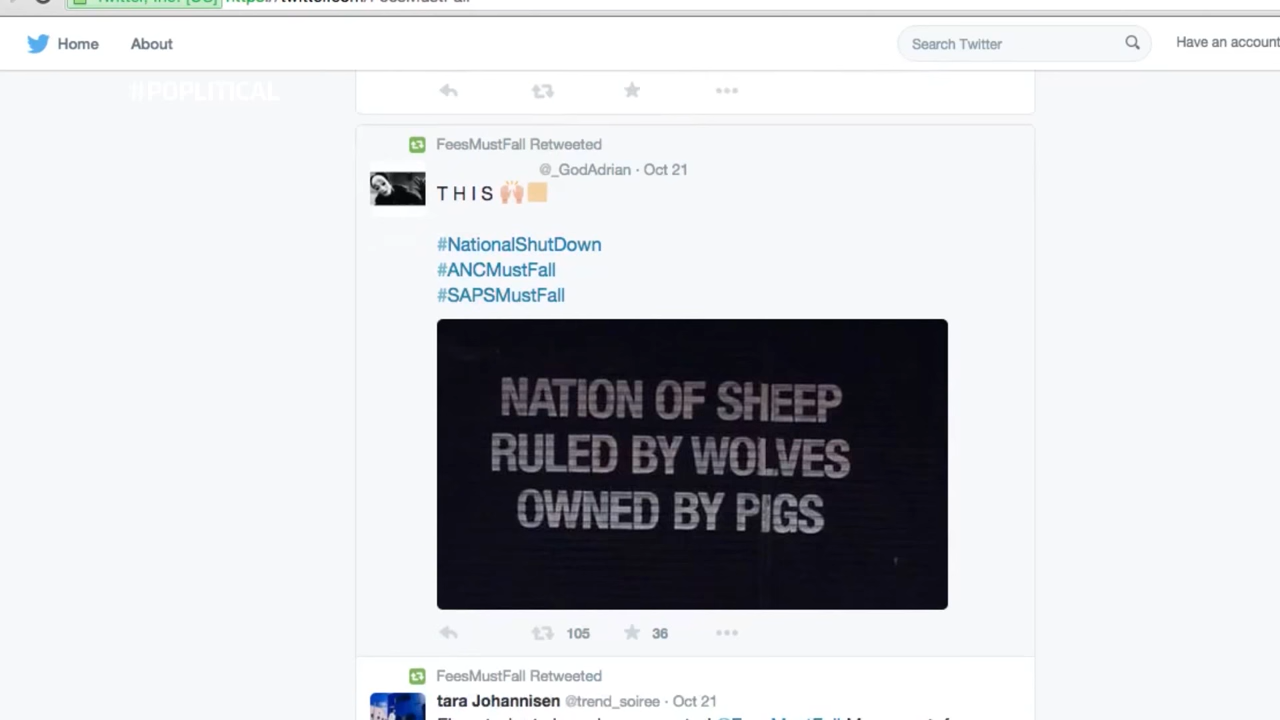 Home
About
Search Twitter
Have an account
#POPLITICAL
FeesMustFall Retweeted
@_GodAdrian · Oct 21
T H I S
#NationalShutDown
#ANCMustFall
#SAPSMustFall
NATION OF SHEEP
RULED BY WOLVES
OWNED BY PIGS
105
36
FeesMustFall Retweeted
tara Johannisen @trend_soiree · Oct 21